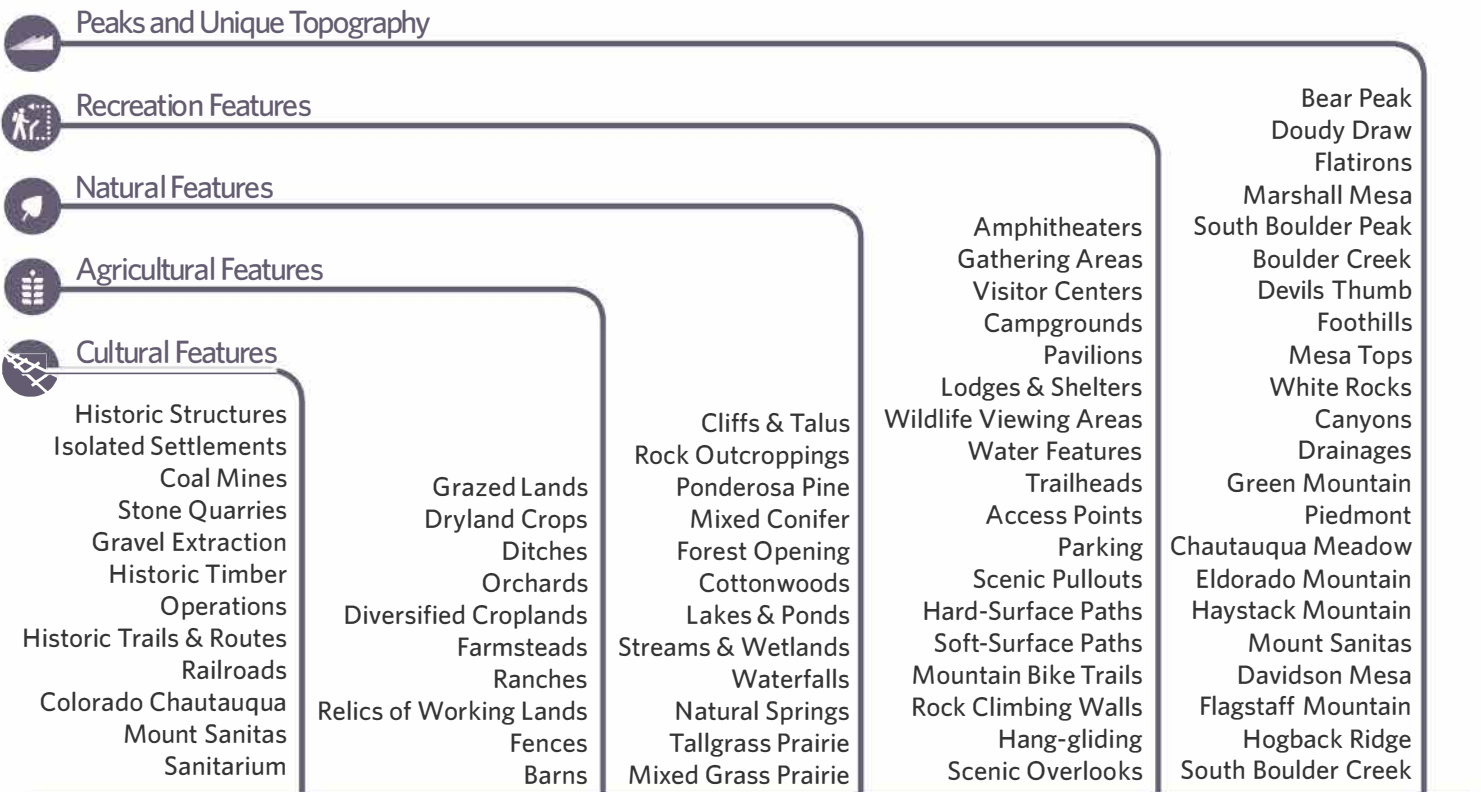 Peaks and Unique Topography
Recreation Features
Natural Features
Agricultural Features
Cultural Features
Historic Structures
Isolated Settlements
Coal Mines
Stone Quarries
Gravel Extraction
Historic Timber
Operations
Historic Trails & Routes
Railroads
Colorado Chautauqua
Mount Sanitas
Sanitarium
Grazed Lands
Dryland Crops
Ditches
Orchards
Diversified Croplands
Farmsteads
Ranches
Relics of Working Lands
Fences
Barns
Cliffs & Talus
Rock Outcroppings
Ponderosa Pine
Mixed Conifer
Forest Opening
Cottonwoods
Lakes & Ponds
Streams & Wetlands
Waterfalls
Natural Springs
Tallgrass Prairie
Mixed Grass Prairie
Amphitheaters
Gathering Areas
Visitor Centers
Campgrounds
Pavilions
Lodges & Shelters
Wildlife Viewing Areas
Water Features
Trailheads
Access Points
Parking
Scenic Pullouts
Hard-Surface Paths
Soft-Surface Paths
Mountain Bike Trails
Rock Climbing Walls
Hang-gliding
Scenic Overlooks
Bear Peak
Doudy Draw
Flatirons
Marshall Mesa
South Boulder Peak
Boulder Creek
Devils Thumb
Foothills
Mesa Tops
White Rocks
Canyons
Drainages
Green Mountain
Piedmont
Chautauqua Meadow
Eldorado Mountain
Haystack Mountain
Mount Sanitas
Davidson Mesa
Flagstaff Mountain
Hogback Ridge
South Boulder Creek